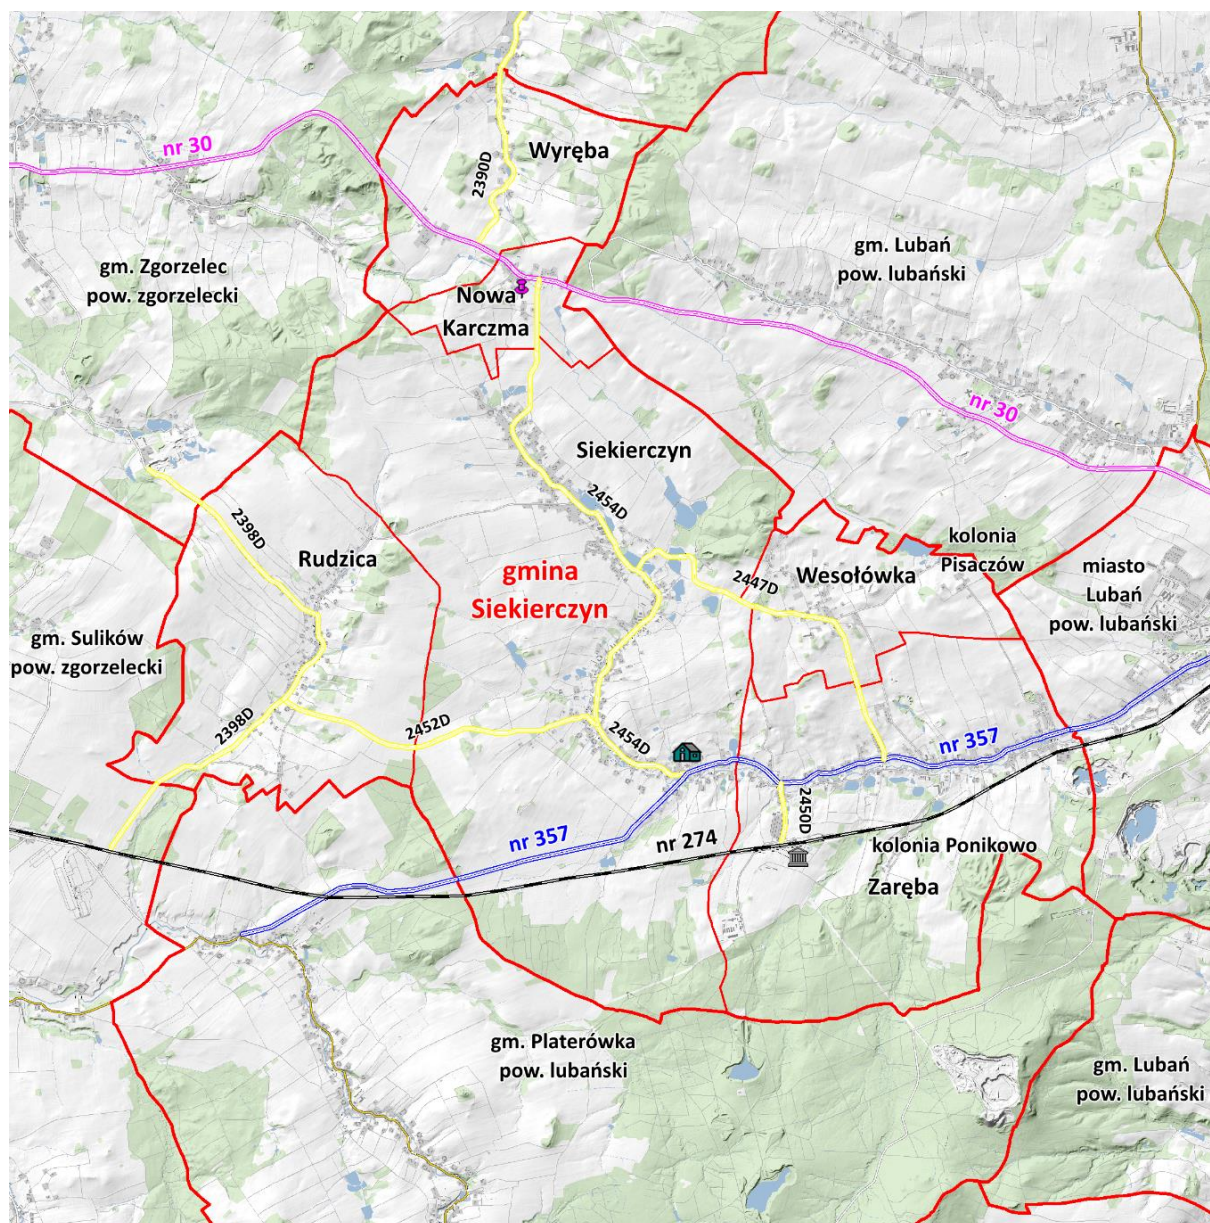 nr 30
Wyręba
2390D
gm. Zgorzelec
pow. zgorzelecki
gm. Lubań
pow. lubański
Nowa
Karczma
nr 30
Siekierczyn
2454D
2398D
Rudzica
gmina
Siekierczyn
2447D
Wesołówka
kolonia
Pisaczów
miasto
Lubań
pow. lubański
gm. Sulików
pow. zgorzelecki
2398D
2452D
2454D
nr 357
2450D
nr 357
nr 274
kolonia Ponikowo
Zaręba
gm. Platerówka
pow. lubański
gm. Lubań
pow. lubański